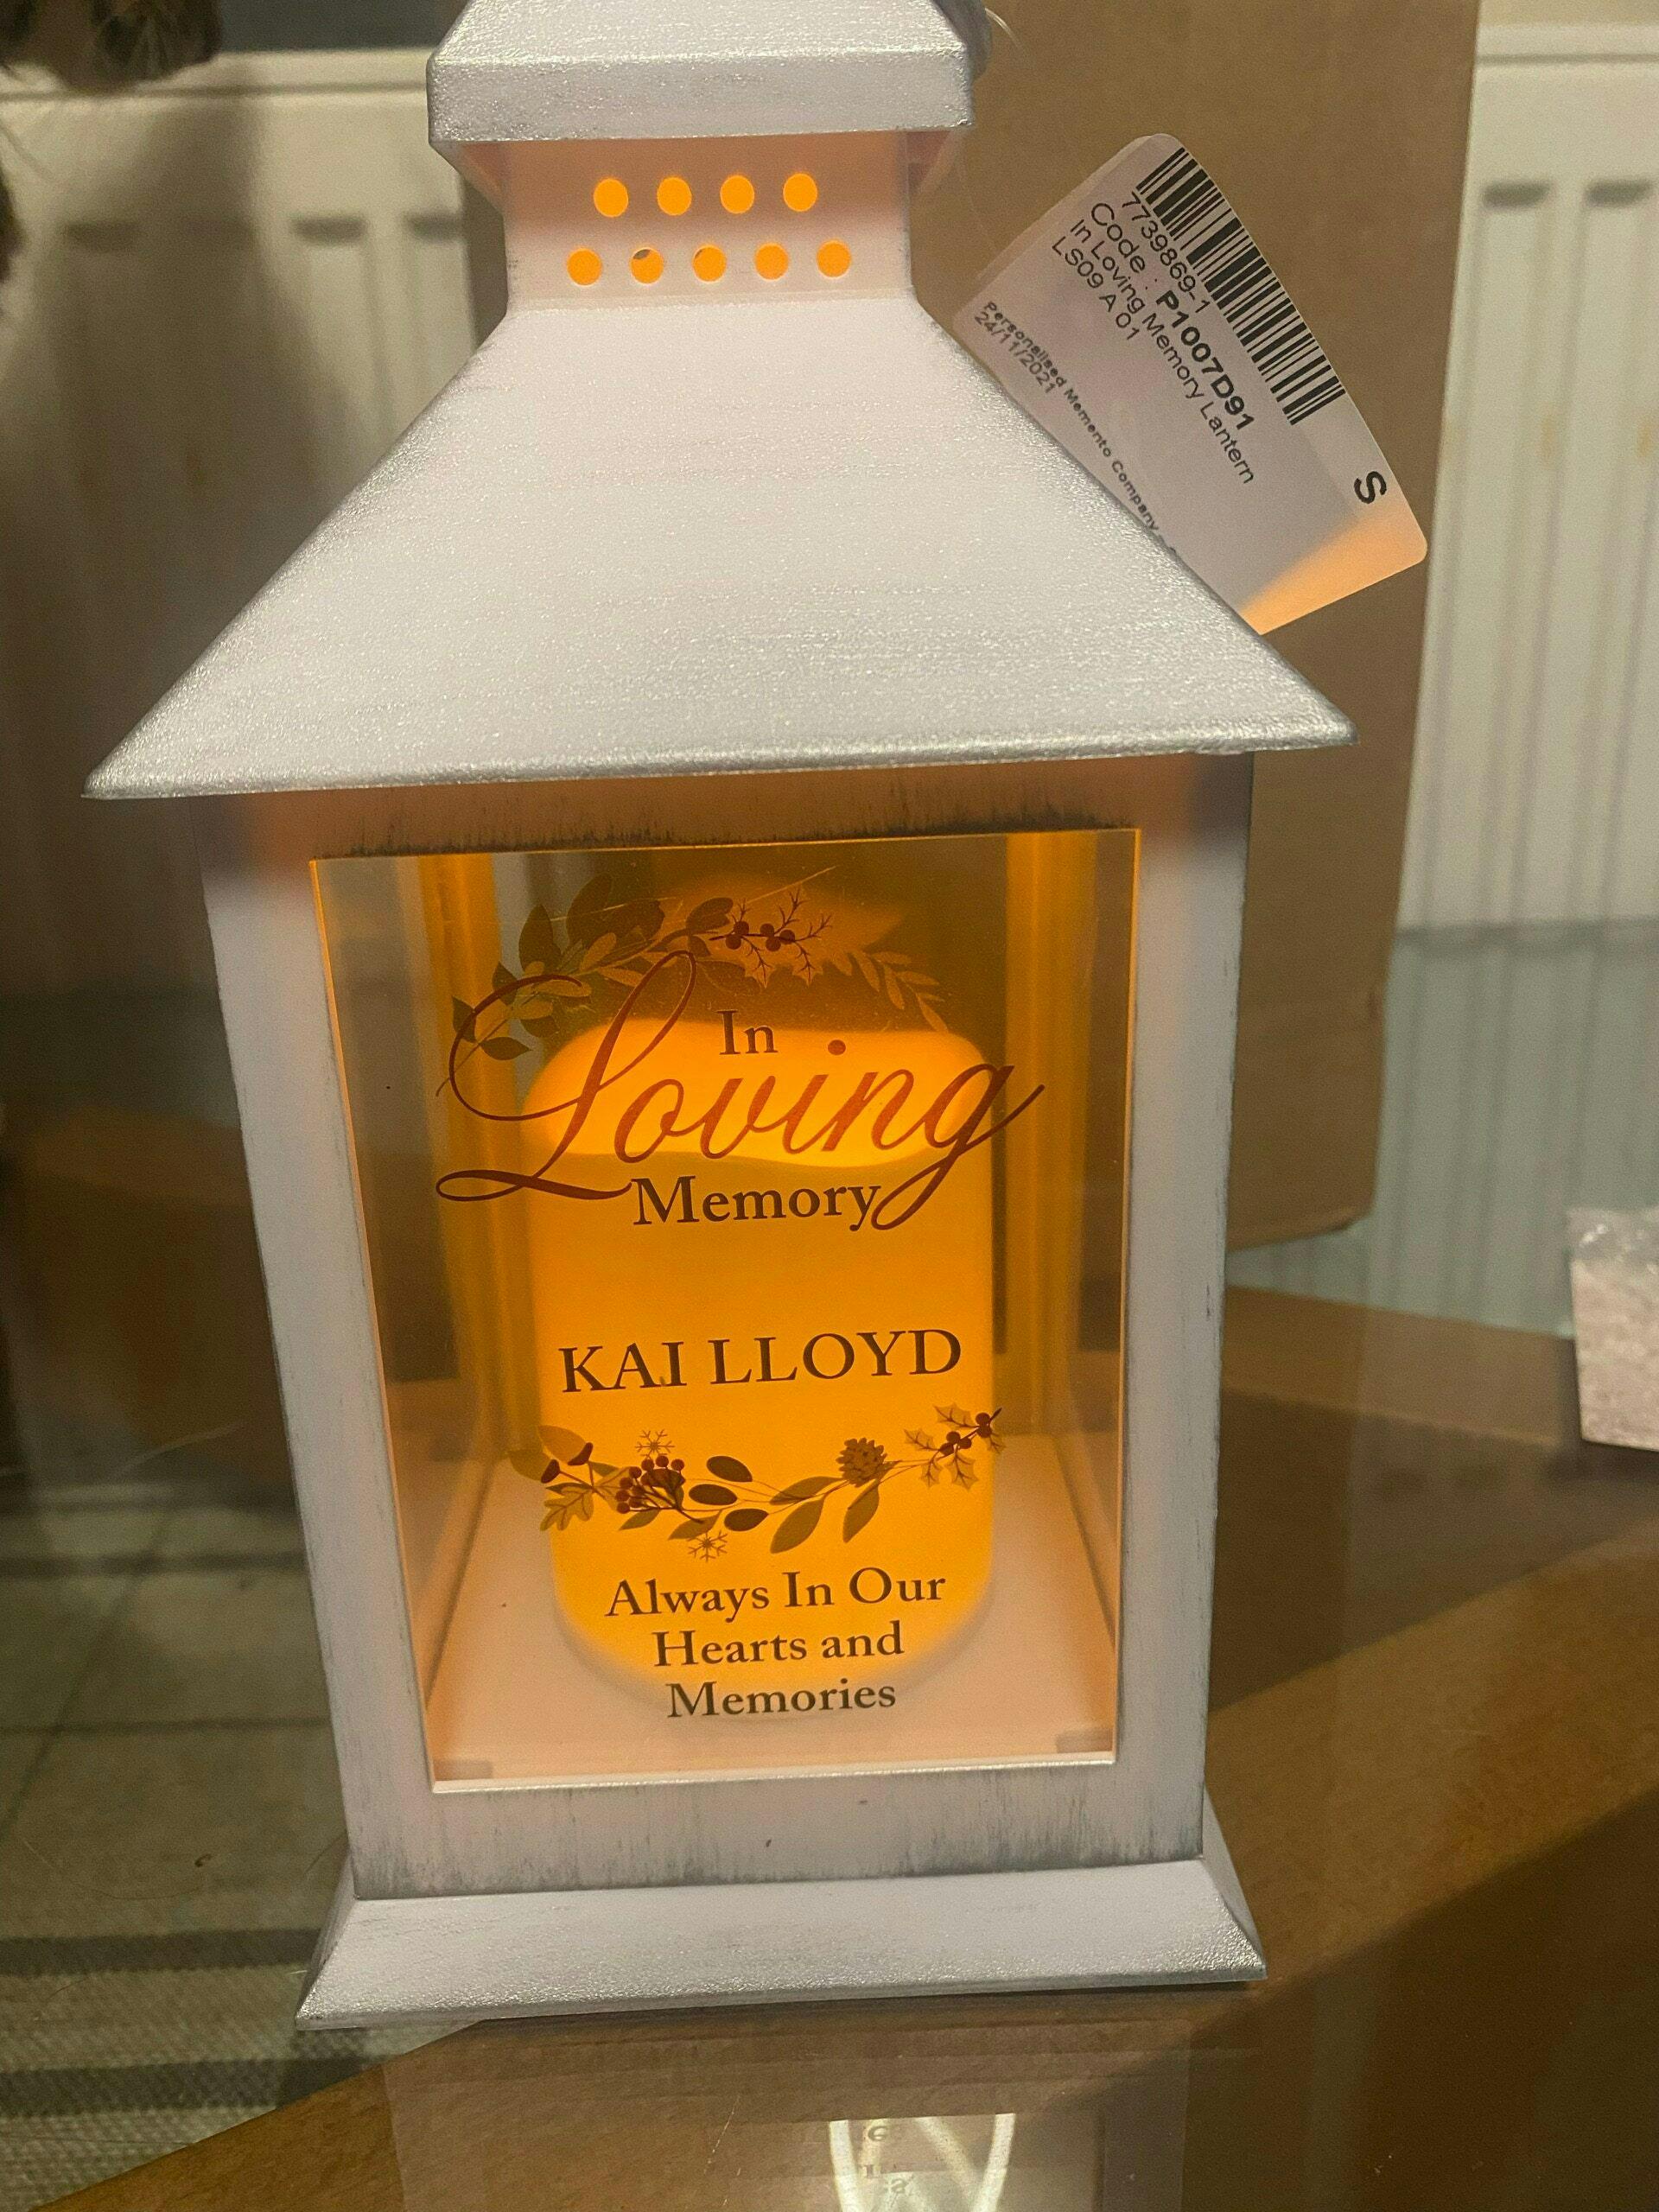 7739869-1
Code : P1007D91
In Loving Memory Lantern
LS09 A 01
S
Personalised Memento Company
24/11/2021
In
Loving
Memory
KAI LLOYD
Always In Our
Hearts and
Memories